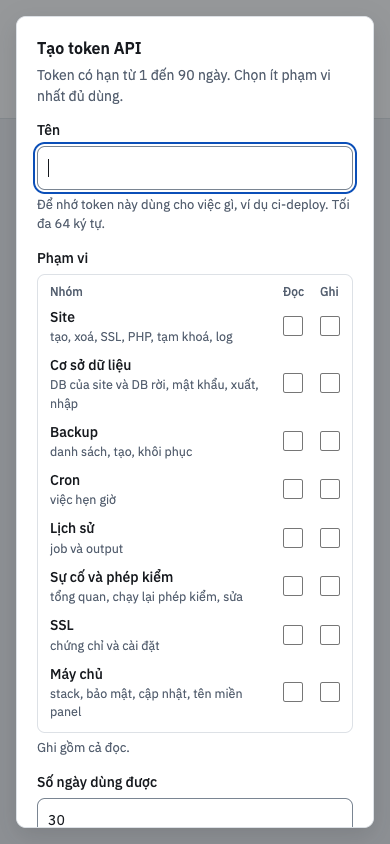 Tạo token API
Token có hạn từ 1 đến 90 ngày. Chọn ít phạm vi
nhất đủ dùng.
Tên
Để nhớ token này dùng cho việc gì, ví dụ ci-deploy. Tối
đa 64 ký tự.
Phạm vi
Nhóm Đọc Ghi
Site
tạo, xoá, SSL, PHP, tạm khoá, log
Cơ sở dữ liệu
DB của site và DB rời, mật khẩu, xuất,
nhập
Backup
danh sách, tạo, khôi phục
Cron
việc hẹn giờ
Lịch sử
job và output
Sự cố và phép kiểm
tổng quan, chạy lại phép kiểm, sửa
SSL
chứng chỉ và cài đặt
Máy chủ
stack, bảo mật, cập nhật, tên miền
panel
Ghi gồm cả đọc.
Số ngày dùng được
30